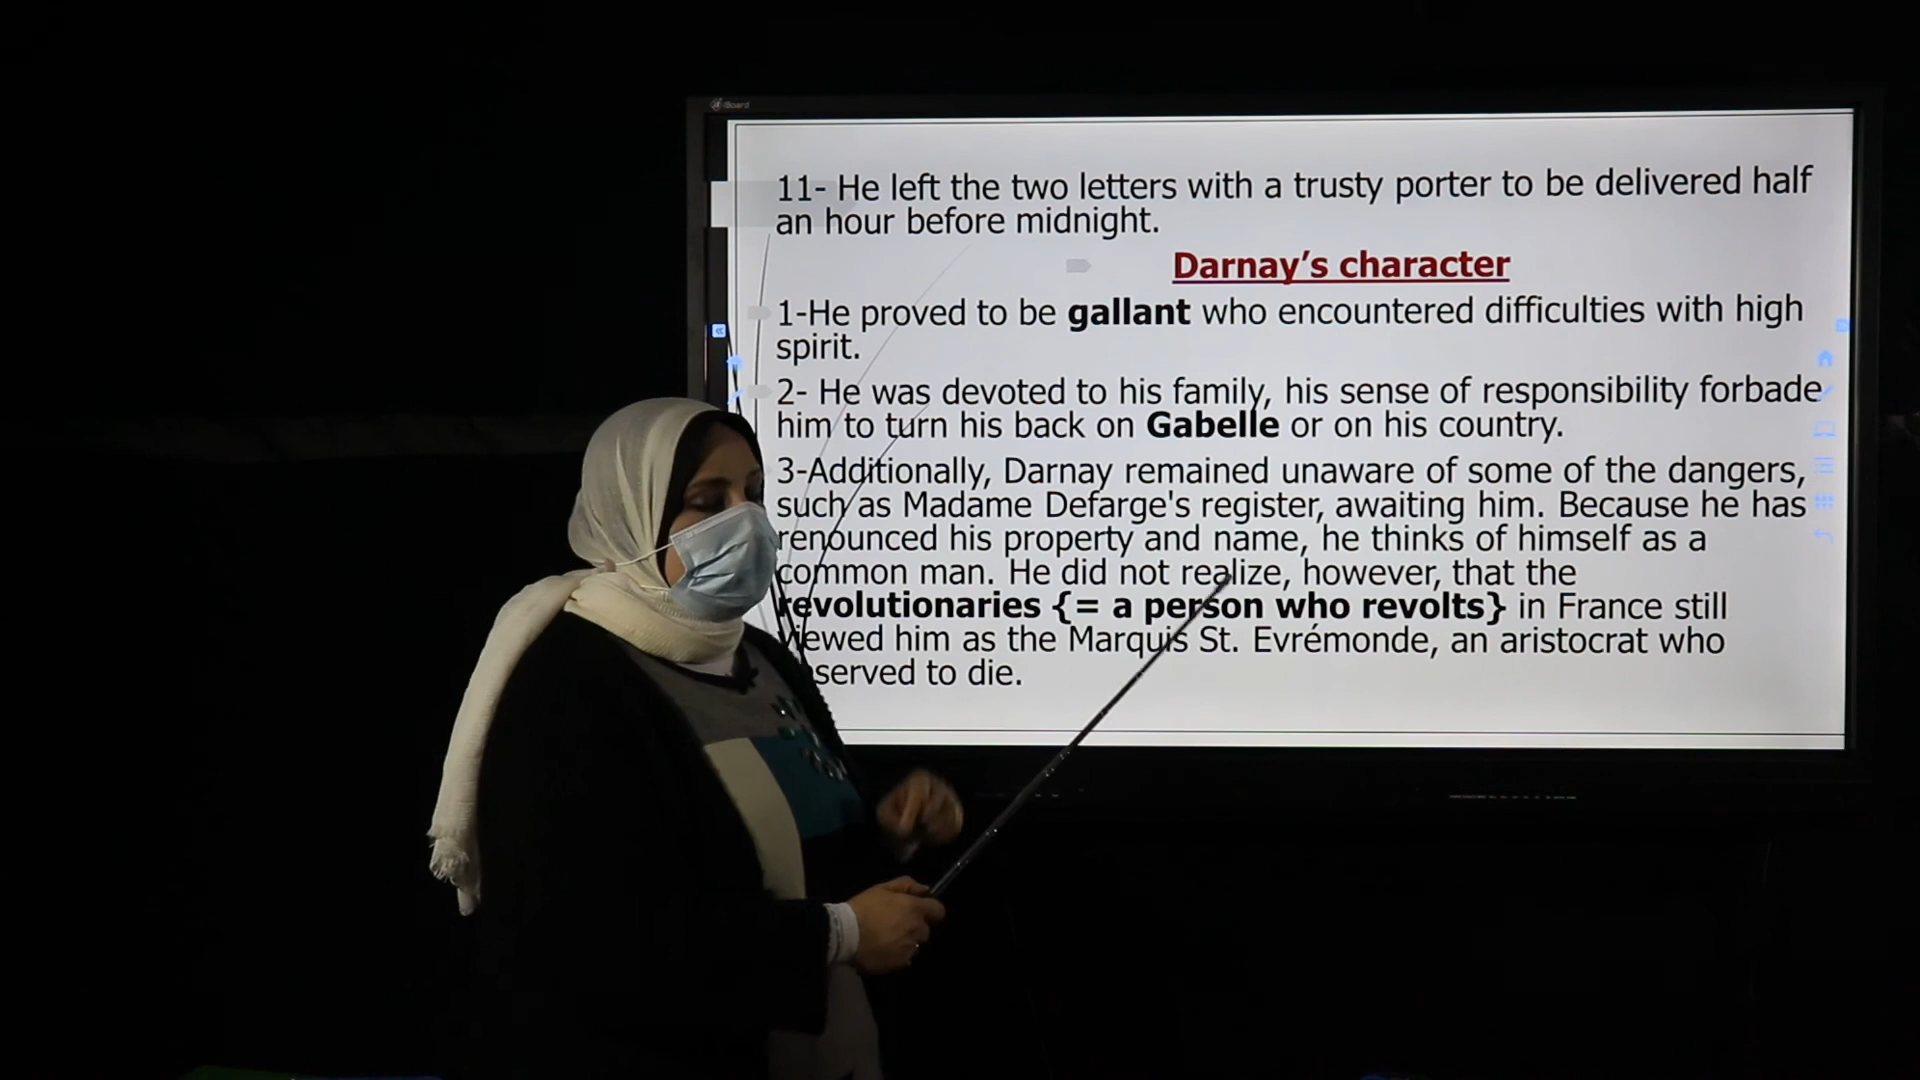 iBoard
11- He left the two letters with a trusty porter to be delivered half
an hour before midnight.
Darnay's character
1-He proved to be gallant who encountered difficulties with high
spirit.
2- He was devoted to his family, his sense of responsibility forbade
him to turn his back on Gabelle or on his country.
3-Additionally, Darnay remained unaware of some of the dangers,
such as Madame Defarge's register, awaiting him. Because he has
renounced his property and name, he thinks of himself as a
common man. He did not realize, however, that the
revolutionaries {= a person who revolts} in France still
viewed him as the Marquis St. Evrémonde, an aristocrat who
served to die.